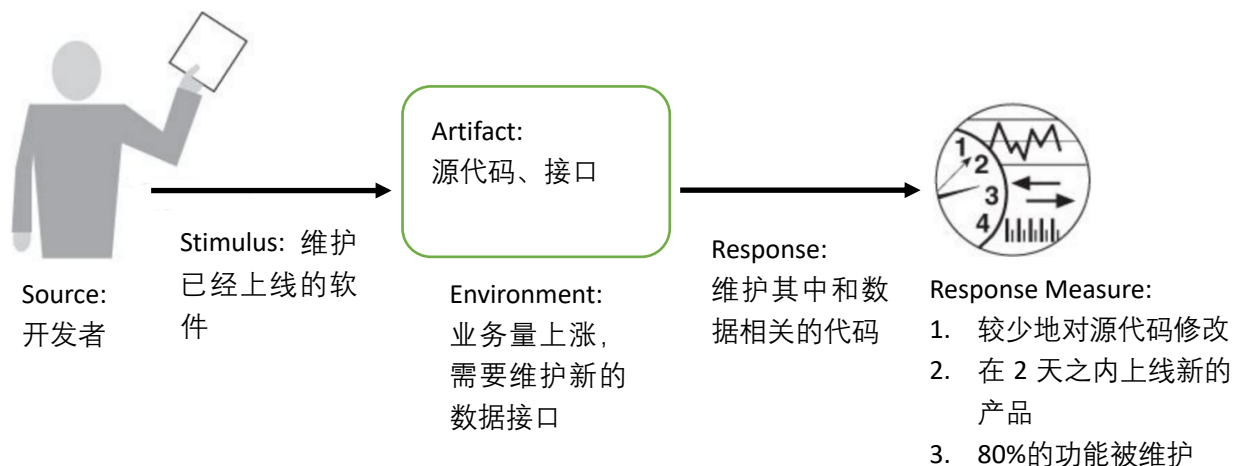 Source:
开发者
Stimulus: 维护
已经上线的软
件
Artifact:
源代码、接口
Environment:
业务量上涨,
需要维护新的
数据接口
Response:
维护其中和数
据相关的代码
1
2
3
4
Response Measure:
1. 较少地对源代码修改
2. 在 2 天之内上线新的
产品
3. 80%的功能被维护